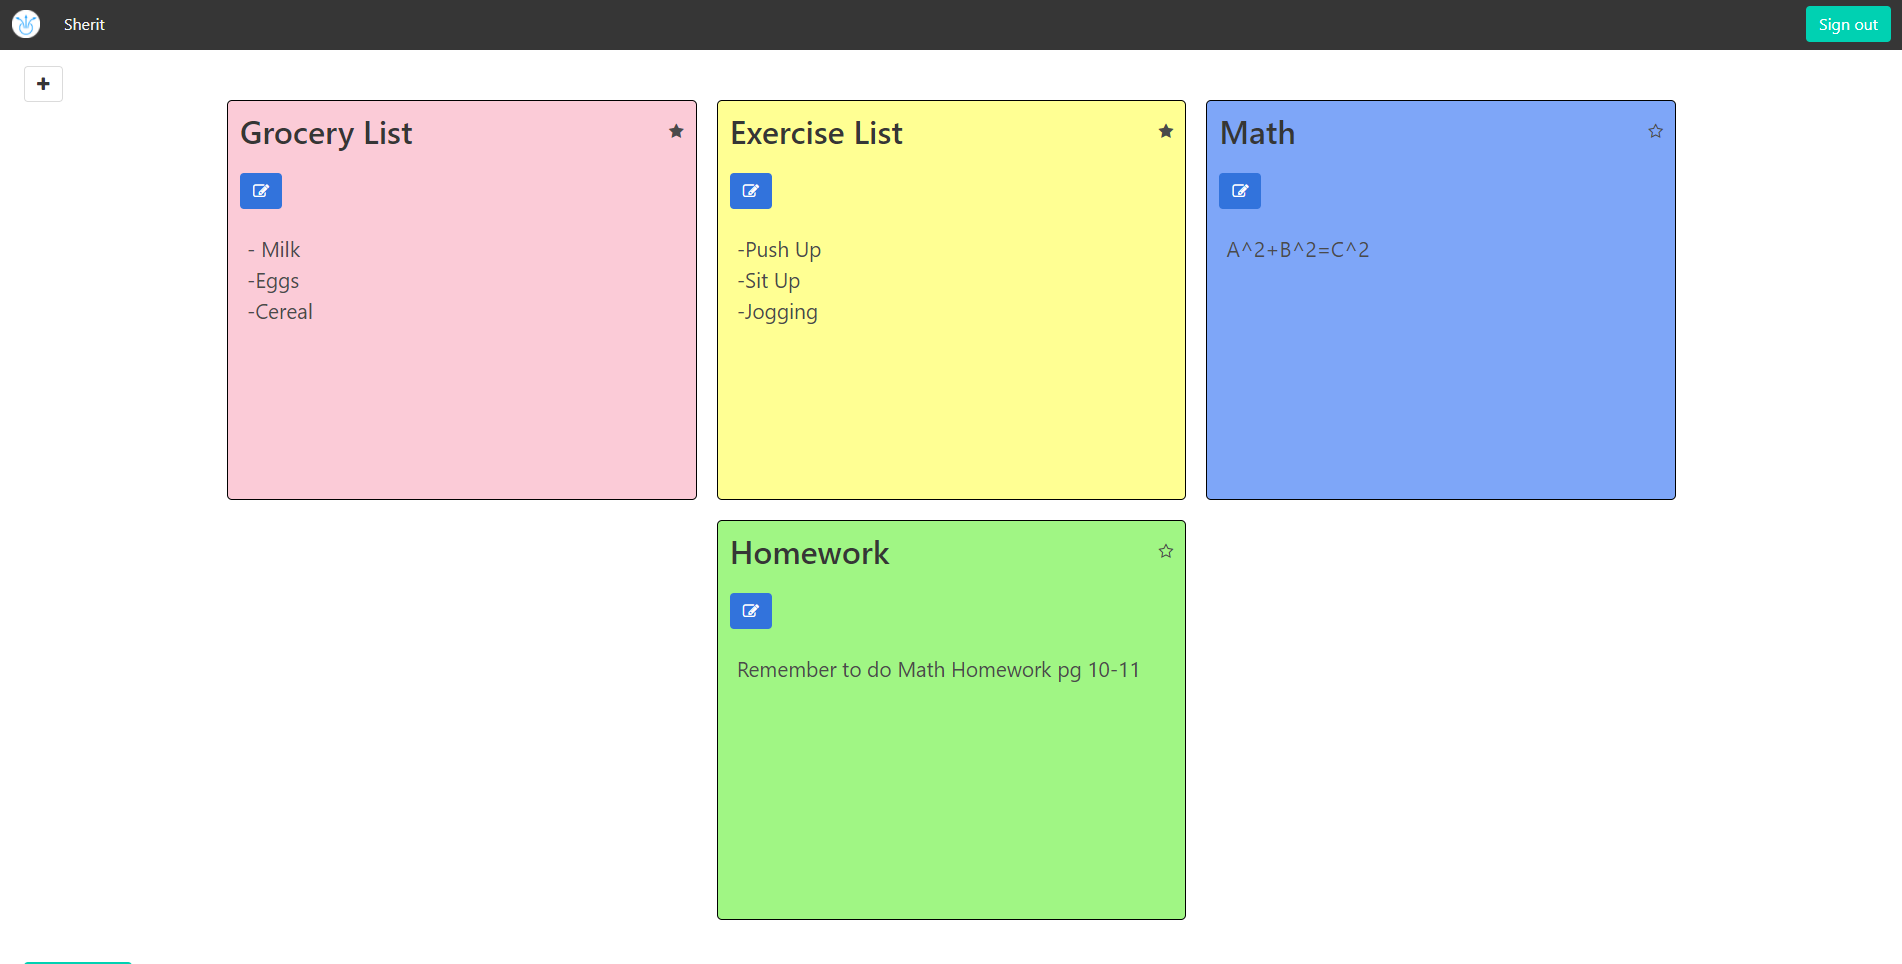 Sherit
Sign out
Grocery List
- Milk
-Eggs
-Cereal
Exercise List
-Push Up
-Sit Up
-Jogging
Math
A^2+B^2=C^2
Homework
Remember to do Math Homework pg 10-11